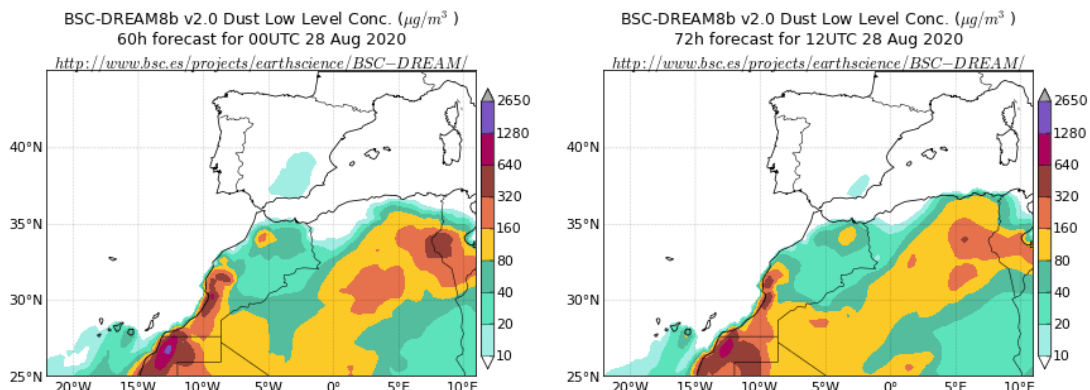 BSC-DREAM8b v2.0 Dust Low Level Conc. (μg/m³ )
60h forecast for 00UTC 28 Aug 2020
http://www.bsc.es/projects/earthscience/BSC−DREAM/
40°N
35°N
30°N
25°N
20°W
15°W
10°W
5°W
0°
5°E
10°E
2650
1280
640
320
160
80
40
20
10
BSC-DREAM8b v2.0 Dust Low Level Conc. (μg/m³ )
72h forecast for 12UTC 28 Aug 2020
http://www.bsc.es/projects/earthscience/BSC−DREAM/
40°N
35°N
30°N
25°N
20°W
15°W
10°W
5°W
0°
5°E
10°E
2650
1280
640
320
160
80
40
20
10